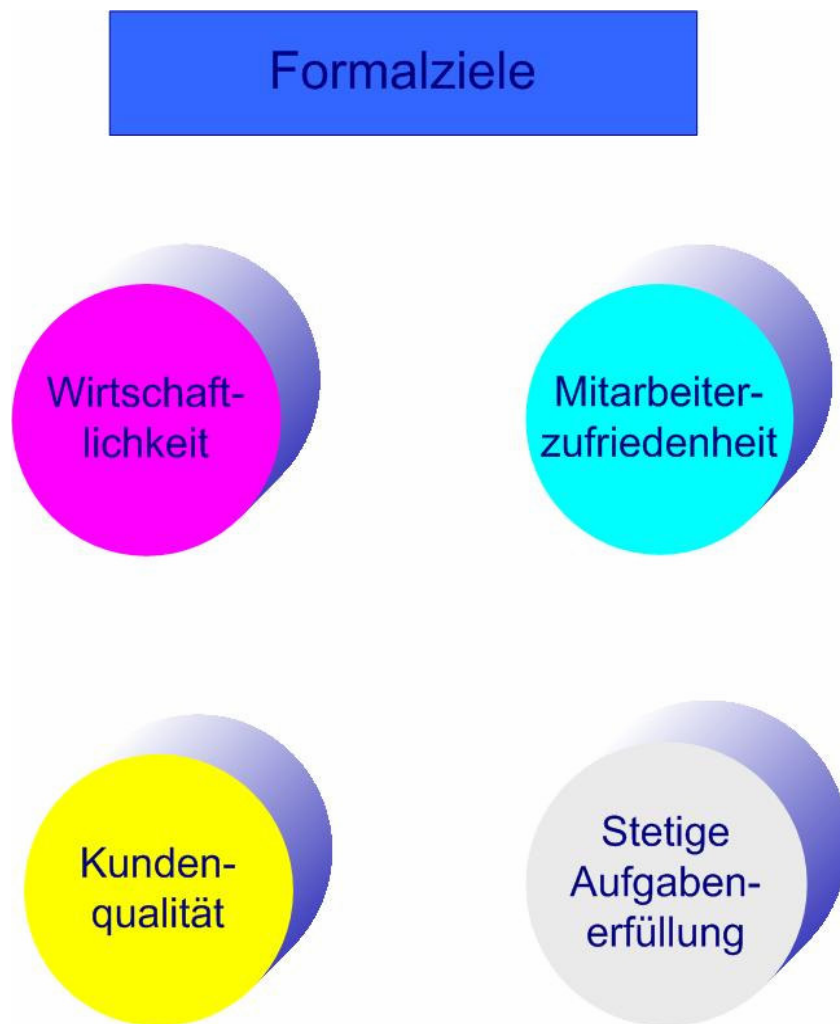 Formalziele
Wirtschaft-
lichkeit
Mitarbeiter-
zufriedenheit
Kunden-
qualität
Stetige
Aufgaben-
erfüllung